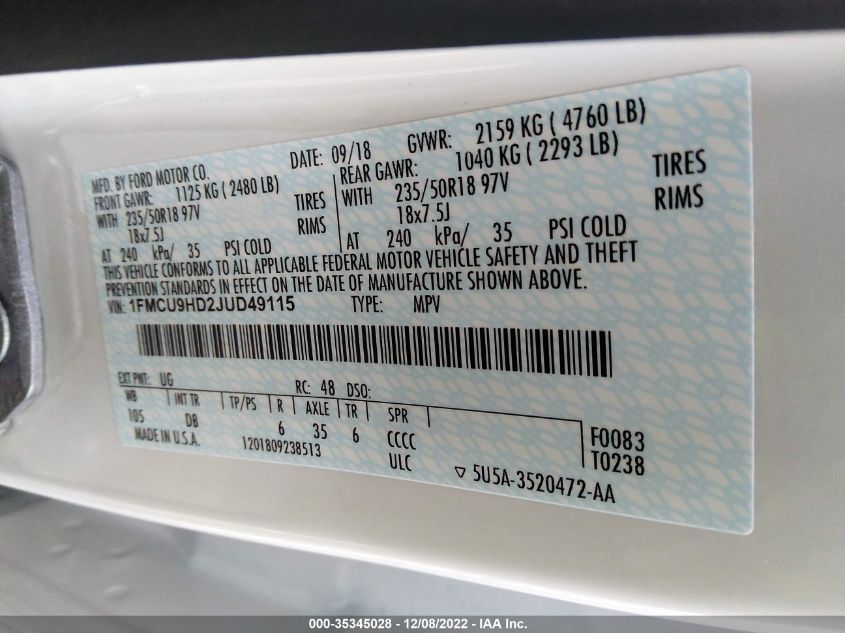 MFD. BY FORD MOTOR CO. DATE: 09/18 GVWR: 2159 KG ( 4760 LB)
FRONT GAWR: 1125 KG ( 2480 LB) REAR GAWR: 1040 KG ( 2293 LB)
WITH 235/50R18 97V TIRES WITH 235/50R18 97V TIRES
18x7.5J RIMS 18x7.5J RIMS
AT 240 kPa/ 35 PSI COLD AT 240 kPa/ 35 PSI COLD
THIS VEHICLE CONFORMS TO ALL APPLICABLE FEDERAL MOTOR VEHICLE SAFETY AND THEFT
PREVENTION STANDARDS IN EFFECT ON THE DATE OF MANUFACTURE SHOWN ABOVE.
VIN: 1FMCU9HD2JUD49115 TYPE: MPV
EXT PNT: UG RC: 48 DSO:
WB INT TR TP/PS R AXLE TR SPR
105 DB 6 35 6 CCCC F0083
MADE IN U.S.A. 1201809238513 ULC T0238
5U5A-3520472-AA
000-35345028 - 12/08/2022 - IAA Inc.